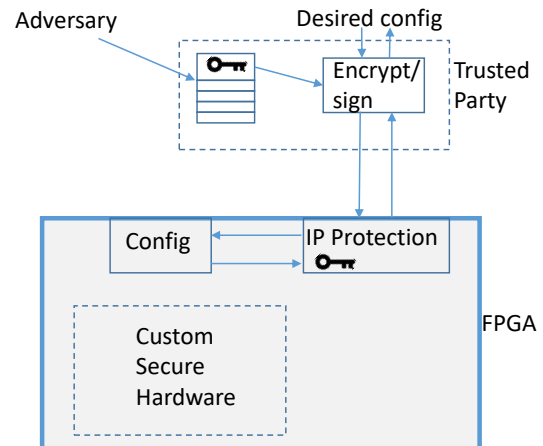 Adversary
Desired config
Encrypt/
sign
Trusted
Party
Config
IP Protection
FPGA
Custom
Secure
Hardware